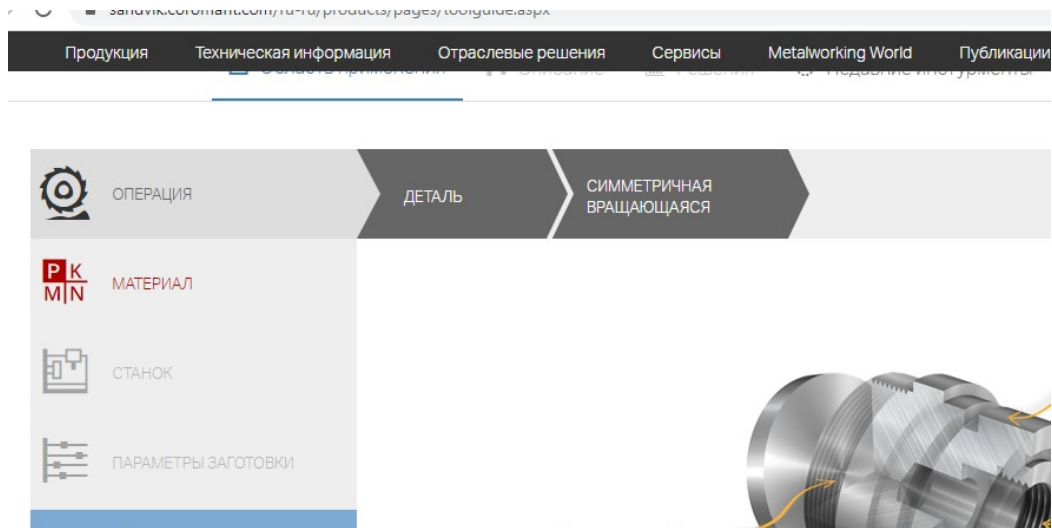 sandvik.coromant.com/ru-ru/products/pages/toolguide.aspx
Продукция Техническая информация Отраслевые решения Сервисы Metalworking World Публикации
ОПЕРАЦИЯ
ДЕТАЛЬ
СИММЕТРИЧНАЯ
ВРАЩАЮЩАЯСЯ
P K
M N
МАТЕРИАЛ
СТАНОК
ПАРАМЕТРЫ ЗАГОТОВКИ